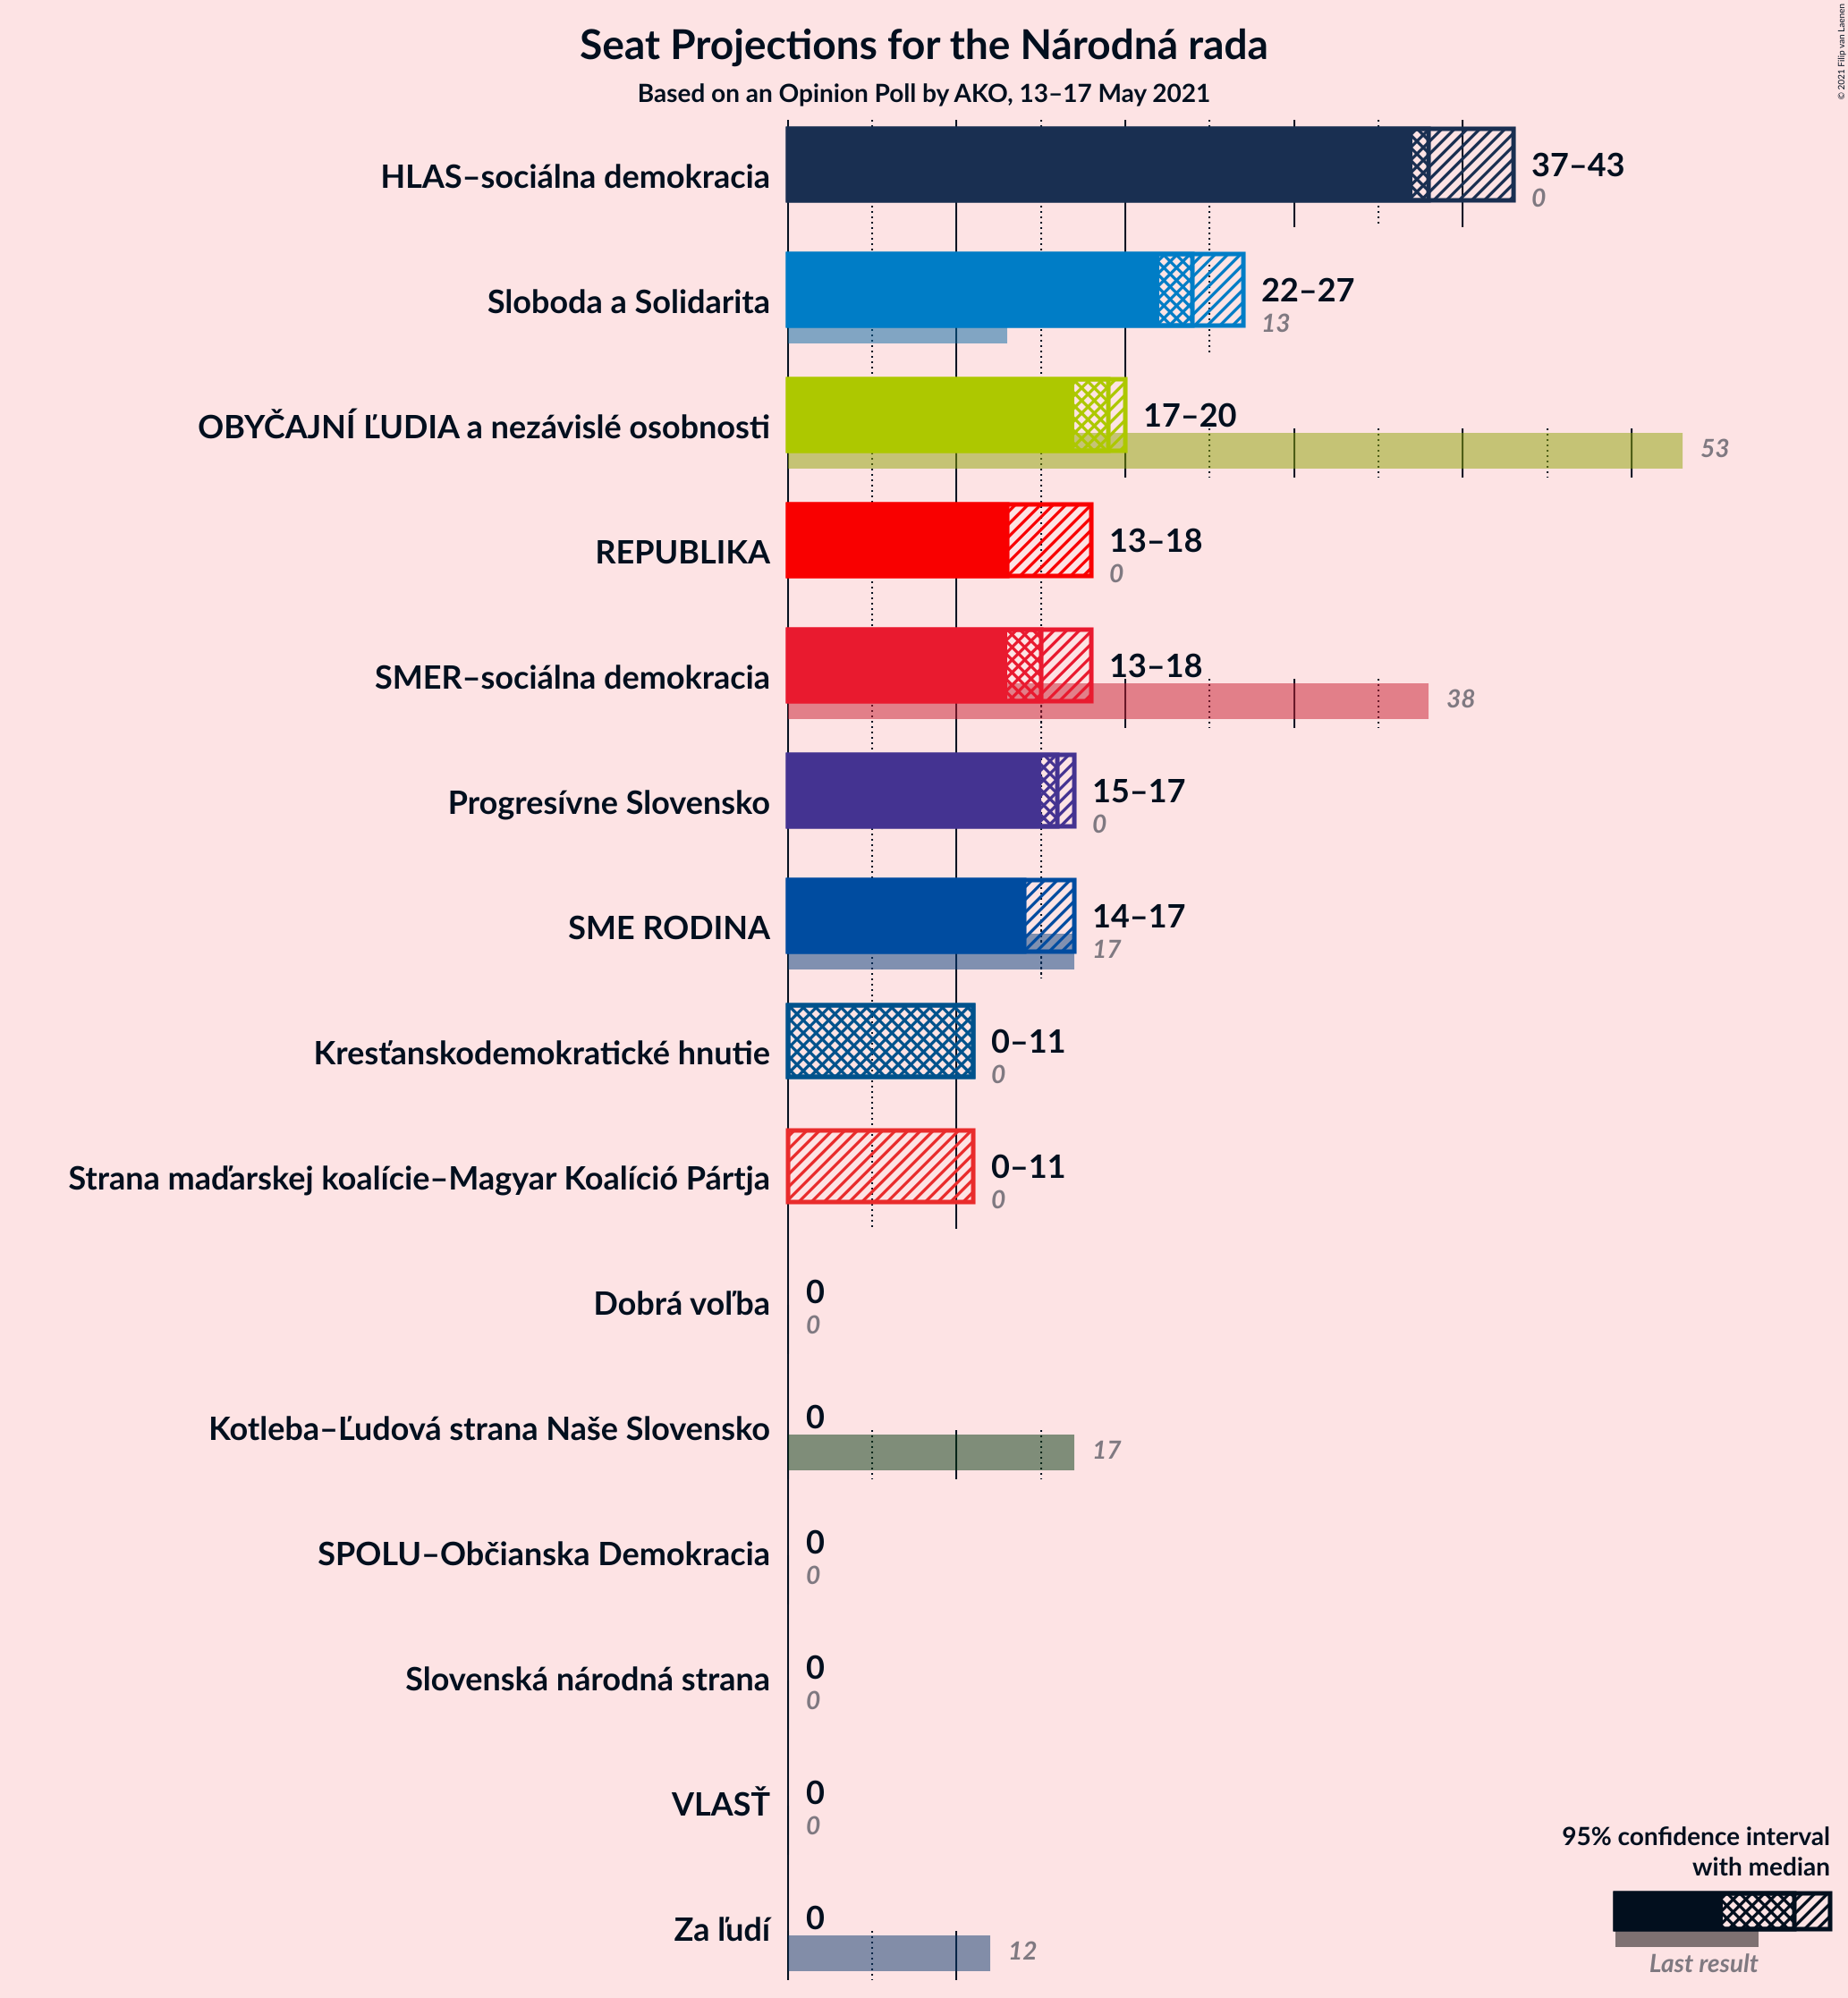 Seat Projections for the Národná rada
Based on an Opinion Poll by AKO, 13–17 May 2021
© 2021 Filip van Laenen
HLAS–sociálna demokracia
37–43
0
Sloboda a Solidarita
22–27
13
OBYČAJNÍ ĽUDIA a nezávislé osobnosti
17–20
53
REPUBLIKA
13–18
0
SMER–sociálna demokracia
13–18
38
Progresívne Slovensko
15–17
0
SME RODINA
14–17
17
Kresťanskodemokratické hnutie
0–11
0
Strana maďarskej koalície–Magyar Koalíció Pártja
0–11
0
Dobrá voľba
0
0
Kotleba–Ľudová strana Naše Slovensko
0
17
SPOLU–Občianska Demokracia
0
0
Slovenská národná strana
0
0
VLASŤ
0
0
Za ľudí
0
12
95% confidence interval
with median
Last result